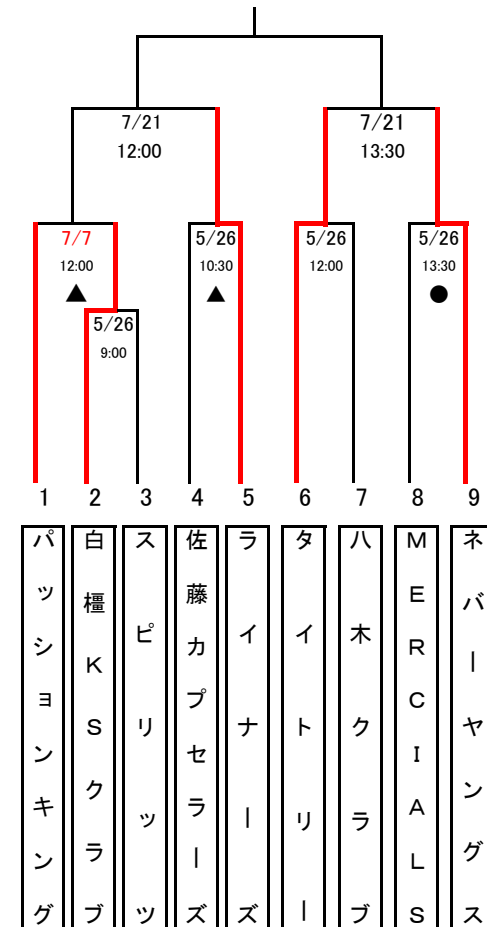 7/21
7/21
12:00
13:30
7/7
5/26
5/26
5/26
12:00
10:30
12:00
13:30
▲
▲
●
5/26
9:00
1 2 3 4 5 6 7 8 9
パッションキング
白橿KSクラブ
スピリッツ
佐藤カプセラーズ
ライナーズ
タイトリー
八木クラブ
MERCIALS
ネバーヤングス